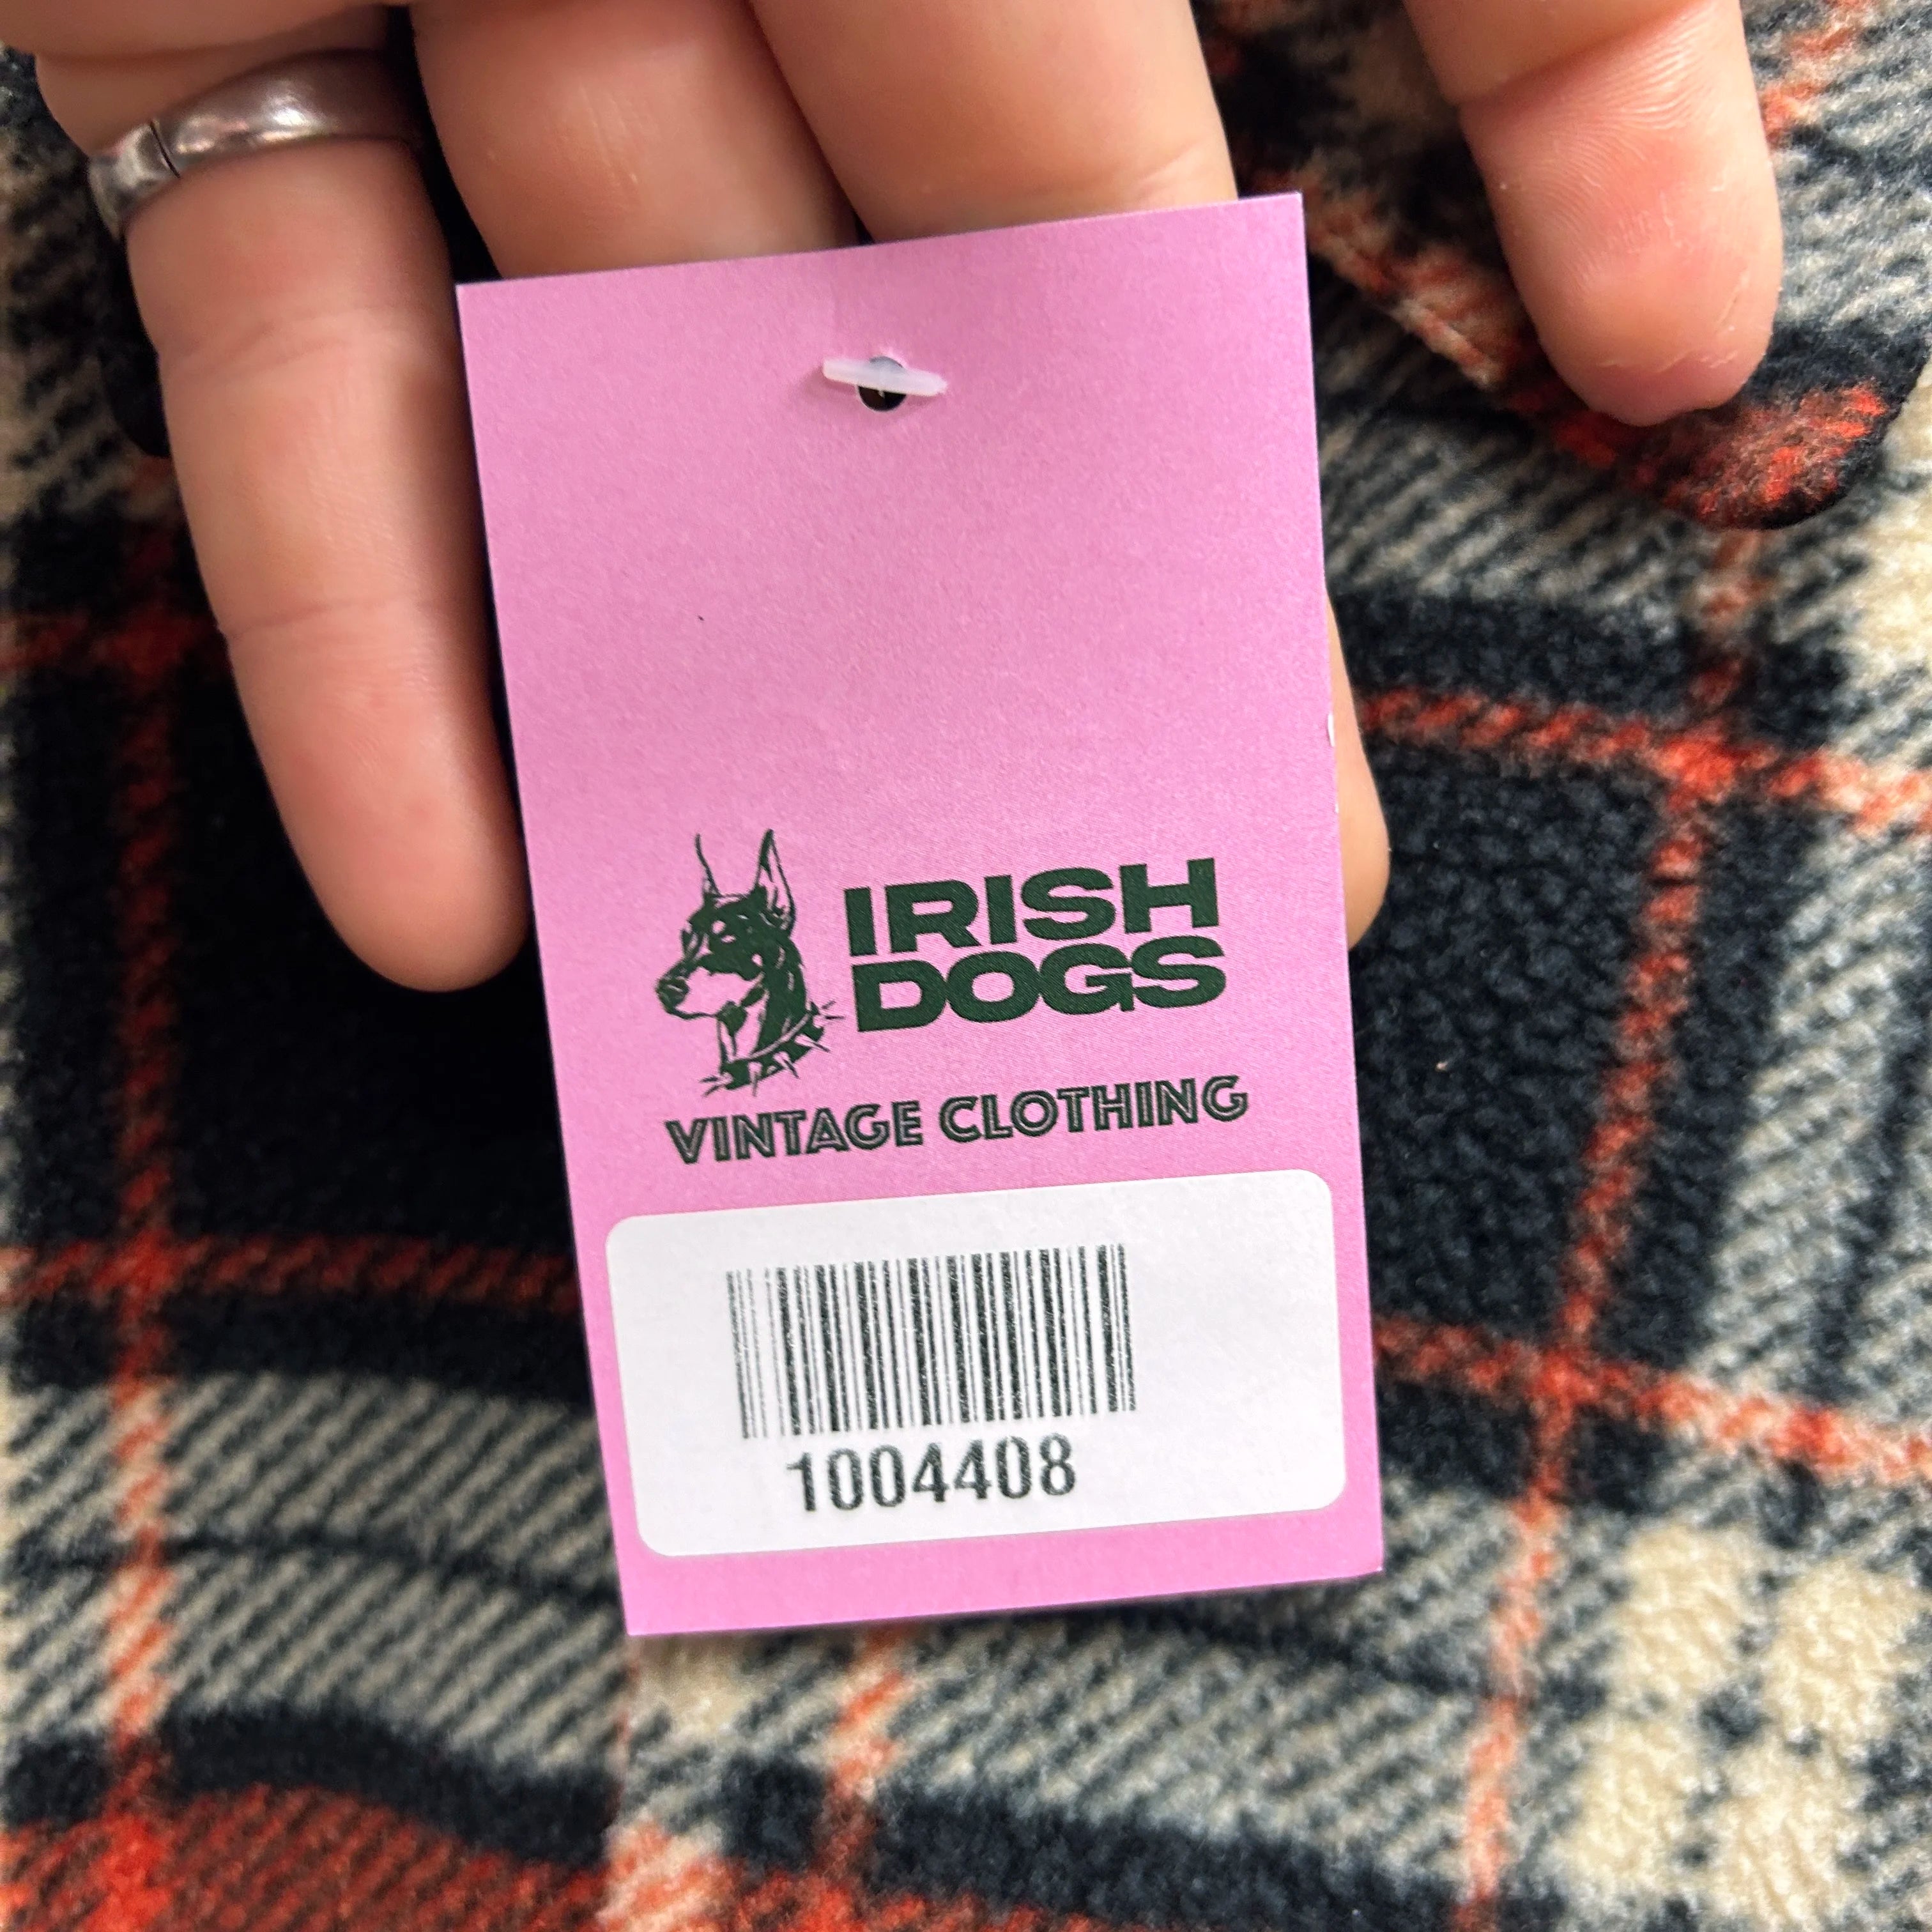 IRISH
DOGS
VINTAGE CLOTHING
1004408